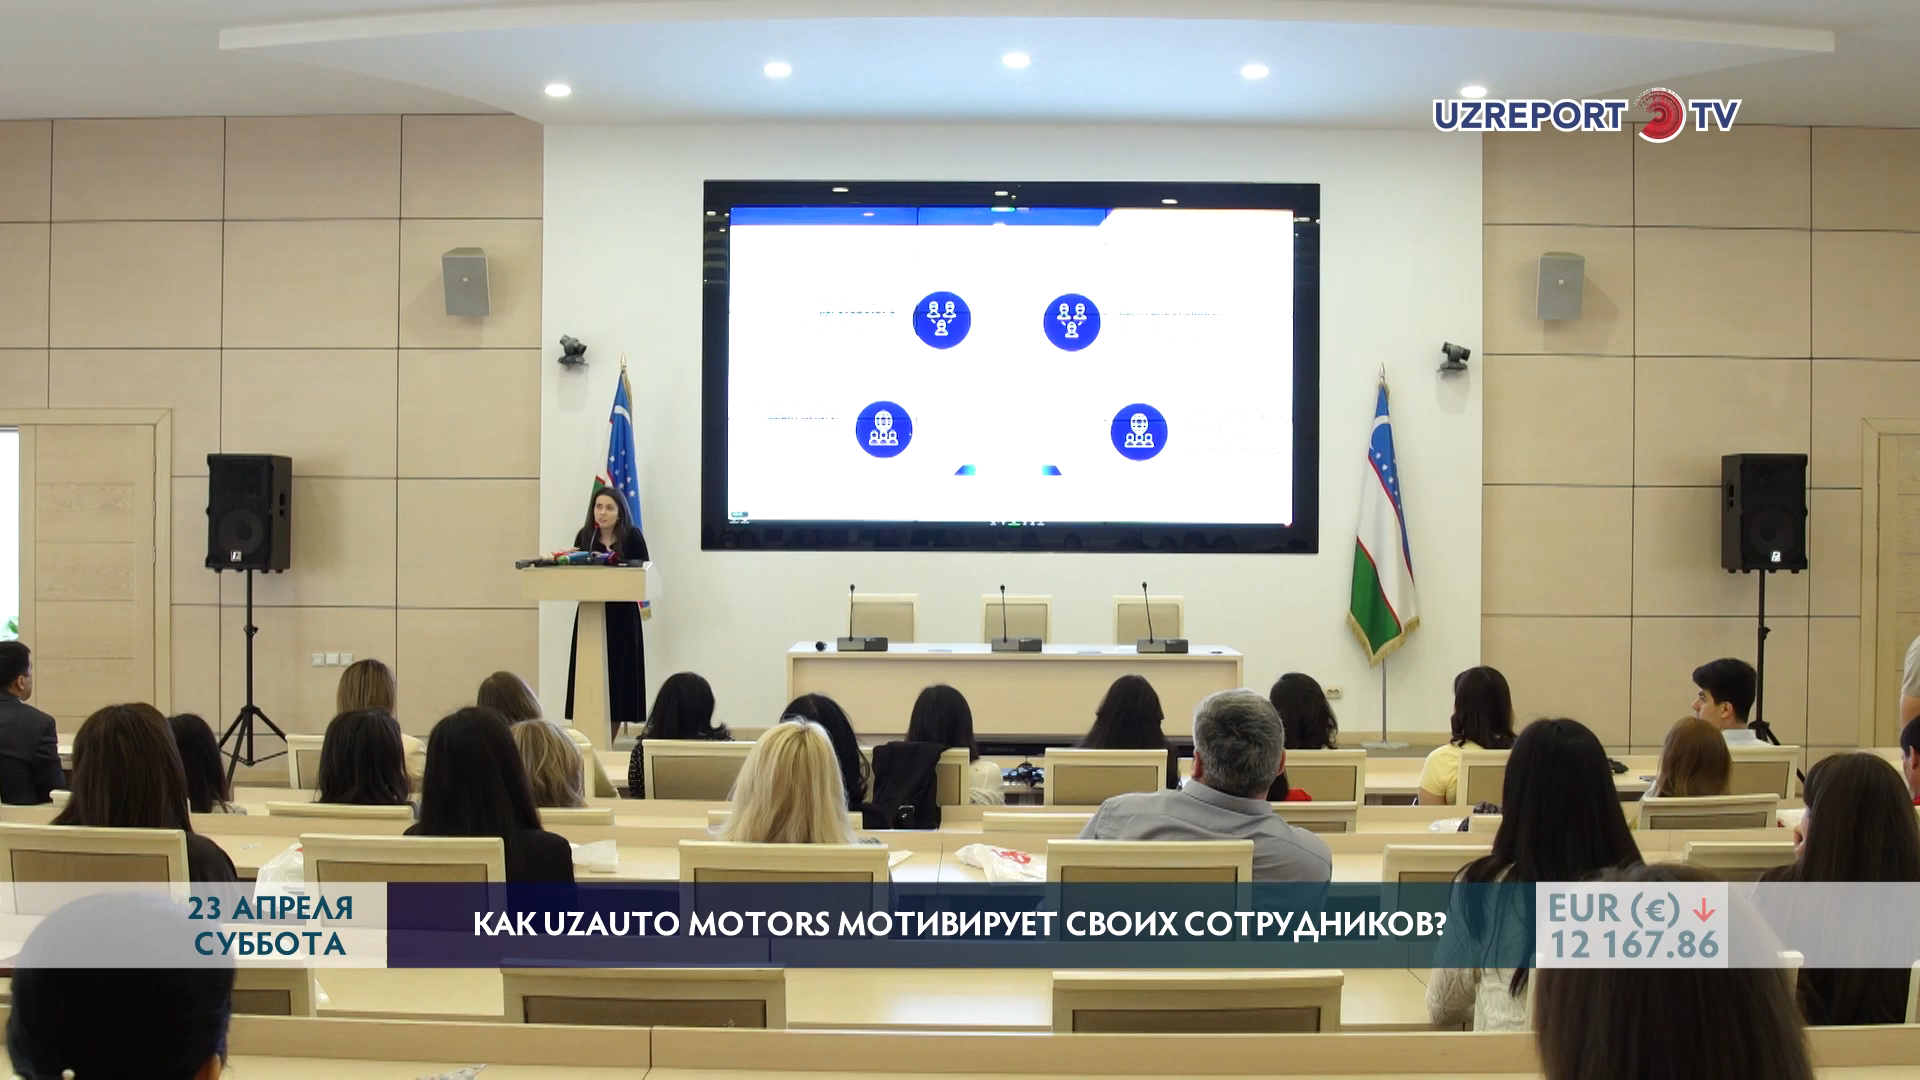 UZREPORT TV
23 АПРЕЛЯ
СУББОТА
КАК UZAUTO MOTORS МОТИВИРУЕТ СВОИХ СОТРУДНИКОВ?
EUR (€) ↓
12 167.86